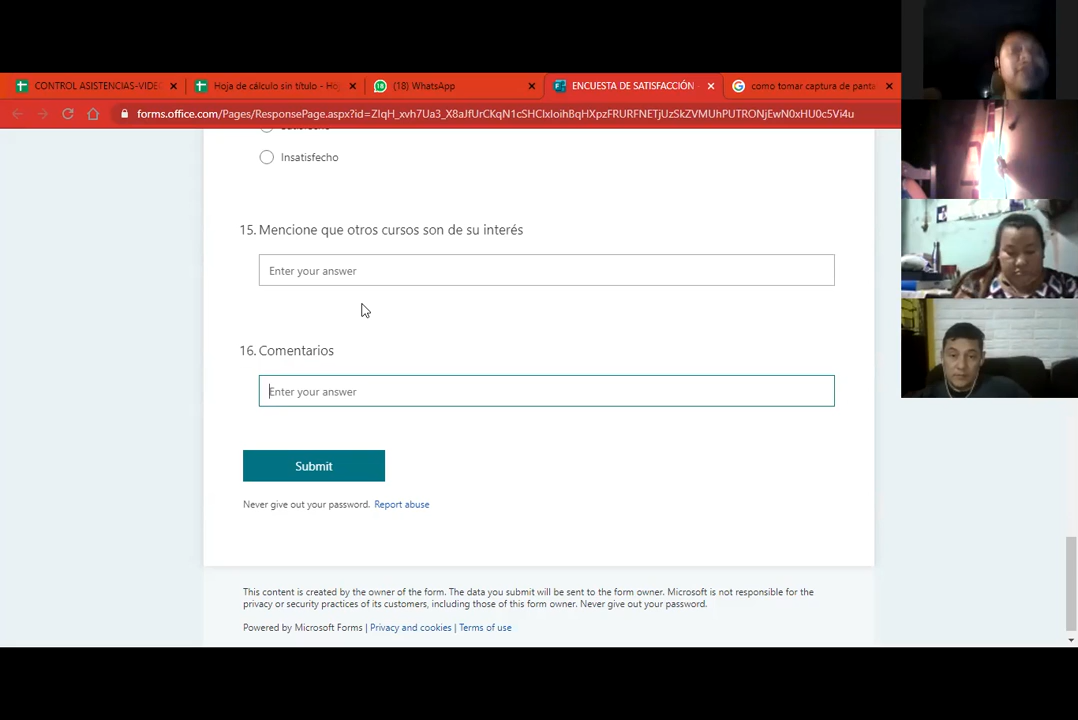 CONTROL ASISTENCIAS-VIDE
Hoja de cálculo sin título - Ho
(18) WhatsApp
ENCUESTA DE SATISFACCIÓN
como tomar captura de panta
forms.office.com/Pages/ResponsePage.aspx?id=ZIqH_xvh7Ua3_X8aJfUrCKqN1cSHClxIoihBqHXpzFRURFNETjUzSkZVMUhPUTRONjEwN0xHU0c5Vi4u
Insatisfecho
15. Mencione que otros cursos son de su interés
Enter your answer
16. Comentarios
Enter your answer
Submit
Never give out your password. Report abuse
This content is created by the owner of the form. The data you submit will be sent to the form owner. Microsoft is not responsible for the
privacy or security practices of its customers, including those of this form owner. Never give out your password.
Powered by Microsoft Forms | Privacy and cookies | Terms of use